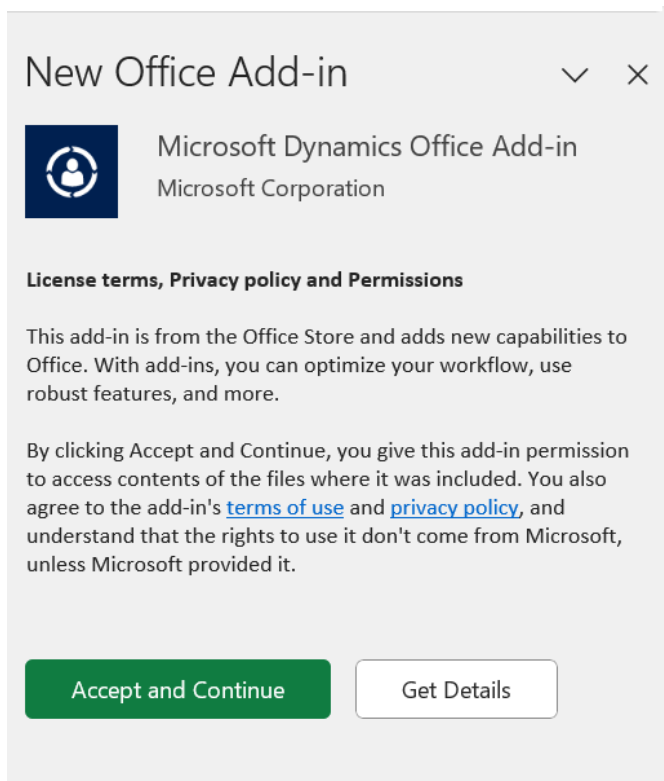 New Office Add-in
Microsoft Dynamics Office Add-in
Microsoft Corporation
License terms, Privacy policy and Permissions
This add-in is from the Office Store and adds new capabilities to
Office. With add-ins, you can optimize your workflow, use
robust features, and more.
By clicking Accept and Continue, you give this add-in permission
to access contents of the files where it was included. You also
agree to the add-in's terms of use and privacy policy, and
understand that the rights to use it don't come from Microsoft,
unless Microsoft provided it.
Accept and Continue
Get Details